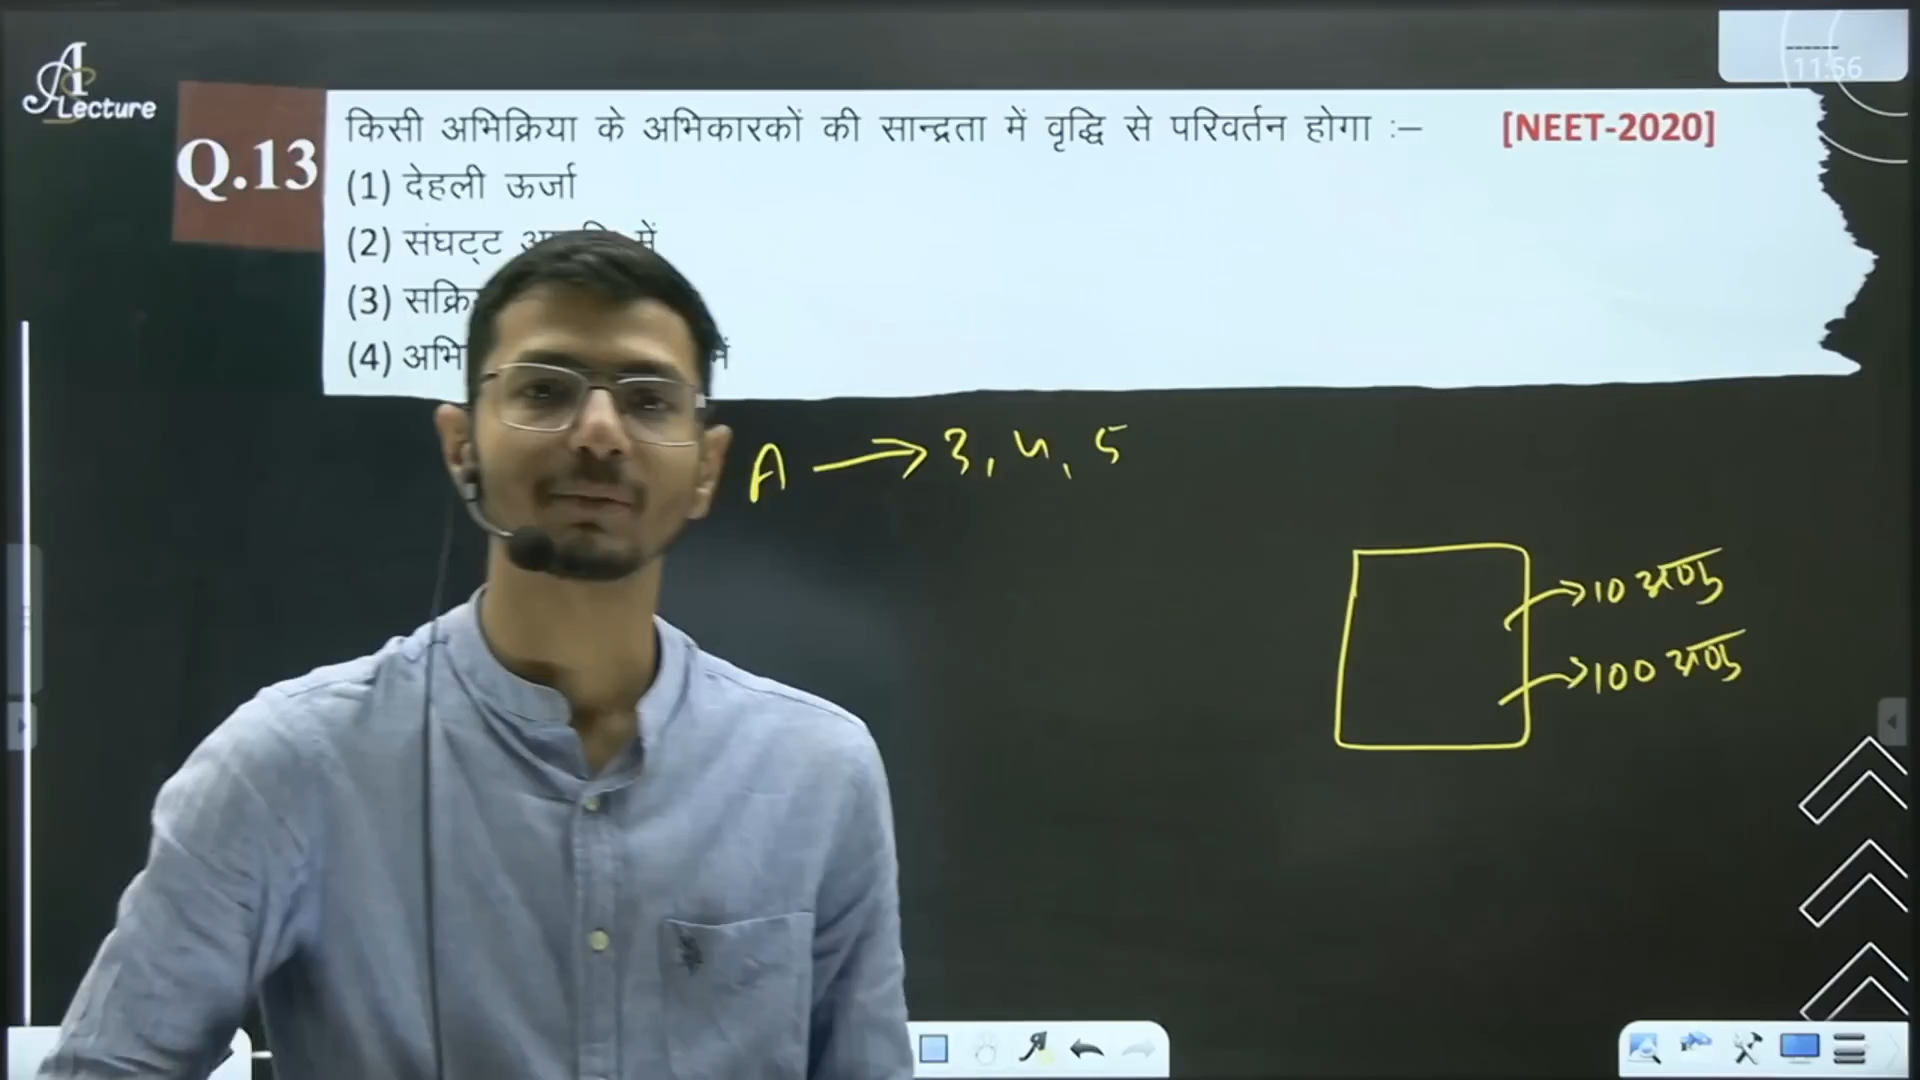 A
S
Lecture
11:56
Q.13
किसी अभिक्रिया के अभिकारकों की सान्द्रता में वृद्धि से परिवर्तन होगा :– [NEET-2020]
(1) देहली ऊर्जा
(2) संघट्ट में
(3)
(4)
A → 3, 4, 5
→ 10 अणु
→ 100 अणु